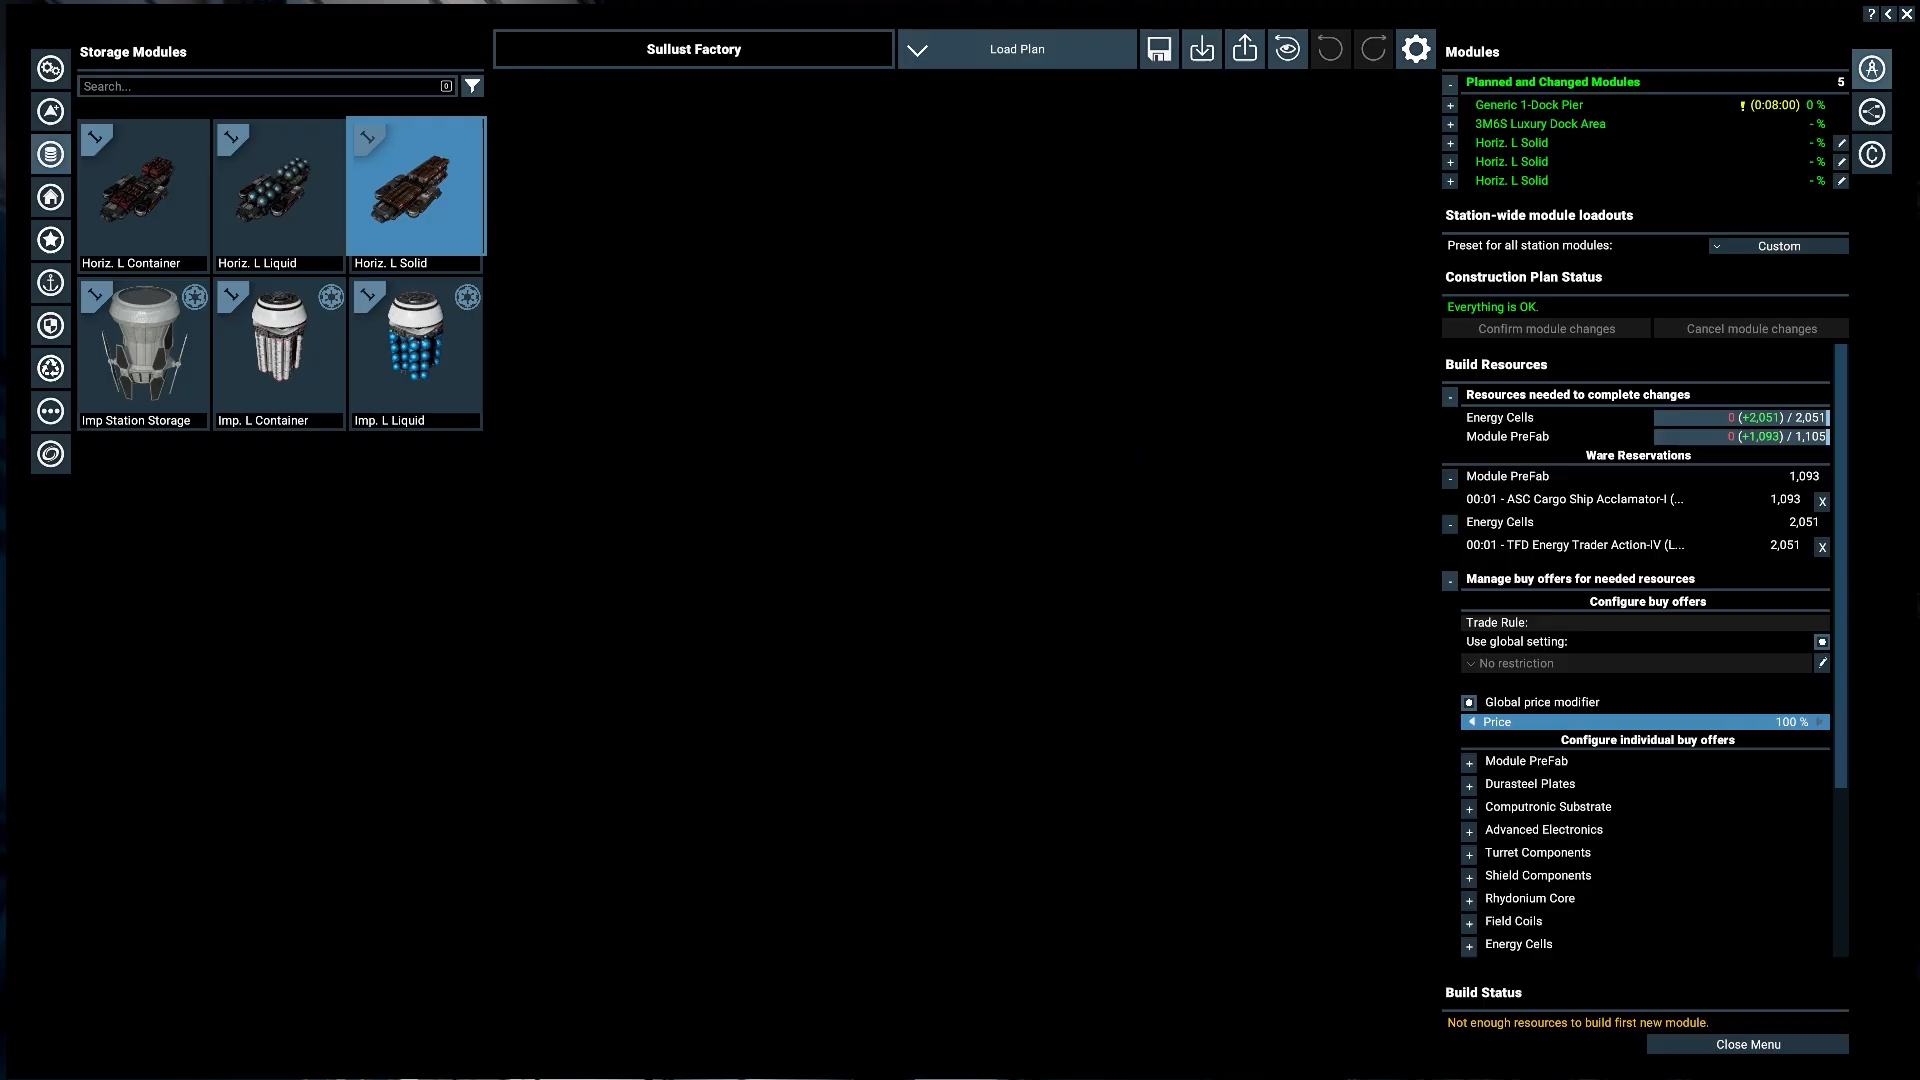 Storage Modules
Search...
0
Horiz. L Container
Horiz. L Liquid
Horiz. L Solid
Imp Station Storage
Imp. L Container
Imp. L Liquid
Sullust Factory
Load Plan
? < X
Modules
- Planned and Changed Modules 5
+ Generic 1-Dock Pier ! (0:08:00) 0 %
+ 3M6S Luxury Dock Area - %
+ Horiz. L Solid - %
+ Horiz. L Solid - %
+ Horiz. L Solid - %
Station-wide module loadouts
Preset for all station modules: Custom
Construction Plan Status
Everything is OK.
Confirm module changes Cancel module changes
Build Resources
- Resources needed to complete changes
Energy Cells 0 (+2,051) / 2,051
Module PreFab 0 (+1,093) / 1,105
Ware Reservations
- Module PreFab 1,093
00:01 - ASC Cargo Ship Acclamator-I (... 1,093 X
- Energy Cells 2,051
00:01 - TFD Energy Trader Action-IV (L... 2,051 X
- Manage buy offers for needed resources
Configure buy offers
Trade Rule:
Use global setting:
No restriction
Global price modifier
Price 100 %
Configure individual buy offers
+ Module PreFab
+ Durasteel Plates
+ Computronic Substrate
+ Advanced Electronics
+ Turret Components
+ Shield Components
+ Rhydonium Core
+ Field Coils
+ Energy Cells
Build Status
Not enough resources to build first new module.
Close Menu